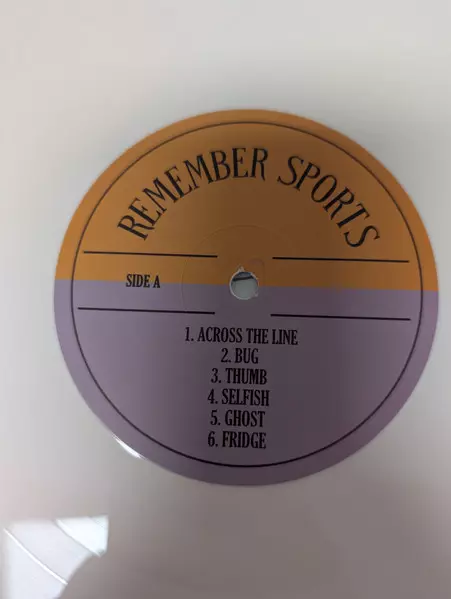 REMEMBER SPORTS
SIDE A
1. ACROSS THE LINE
2. BUG
3. THUMB
4. SELFISH
5. GHOST
6. FRIDGE